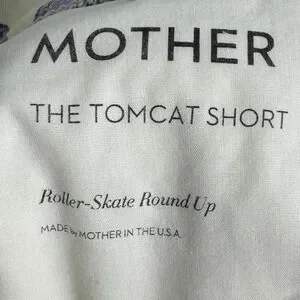 MOTHER
THE TOMCAT SHORT
Roller-Skate Round Up
MADE by MOTHER IN THE U.S.A.